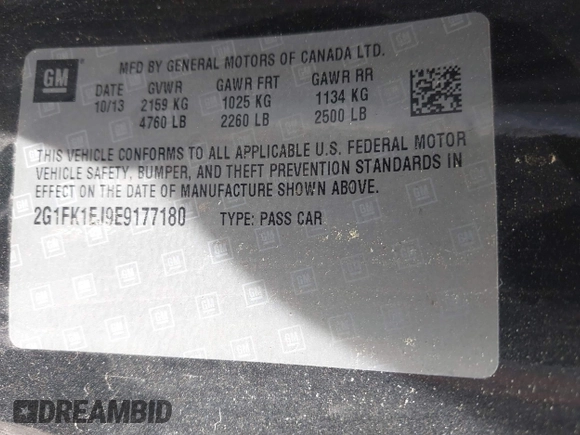 GM
MFD BY GENERAL MOTORS OF CANADA LTD.
DATE GVWR GAWR FRT GAWR RR
10/13 2159 KG 1025 KG 1134 KG
4760 LB 2260 LB 2500 LB
THIS VEHICLE CONFORMS TO ALL APPLICABLE U.S. FEDERAL MOTOR
VEHICLE SAFETY, BUMPER, AND THEFT PREVENTION STANDARDS IN
EFFECT ON THE DATE OF MANUFACTURE SHOWN ABOVE.
2G1FK1EJ9E9177180 TYPE: PASS CAR
DREAMBID